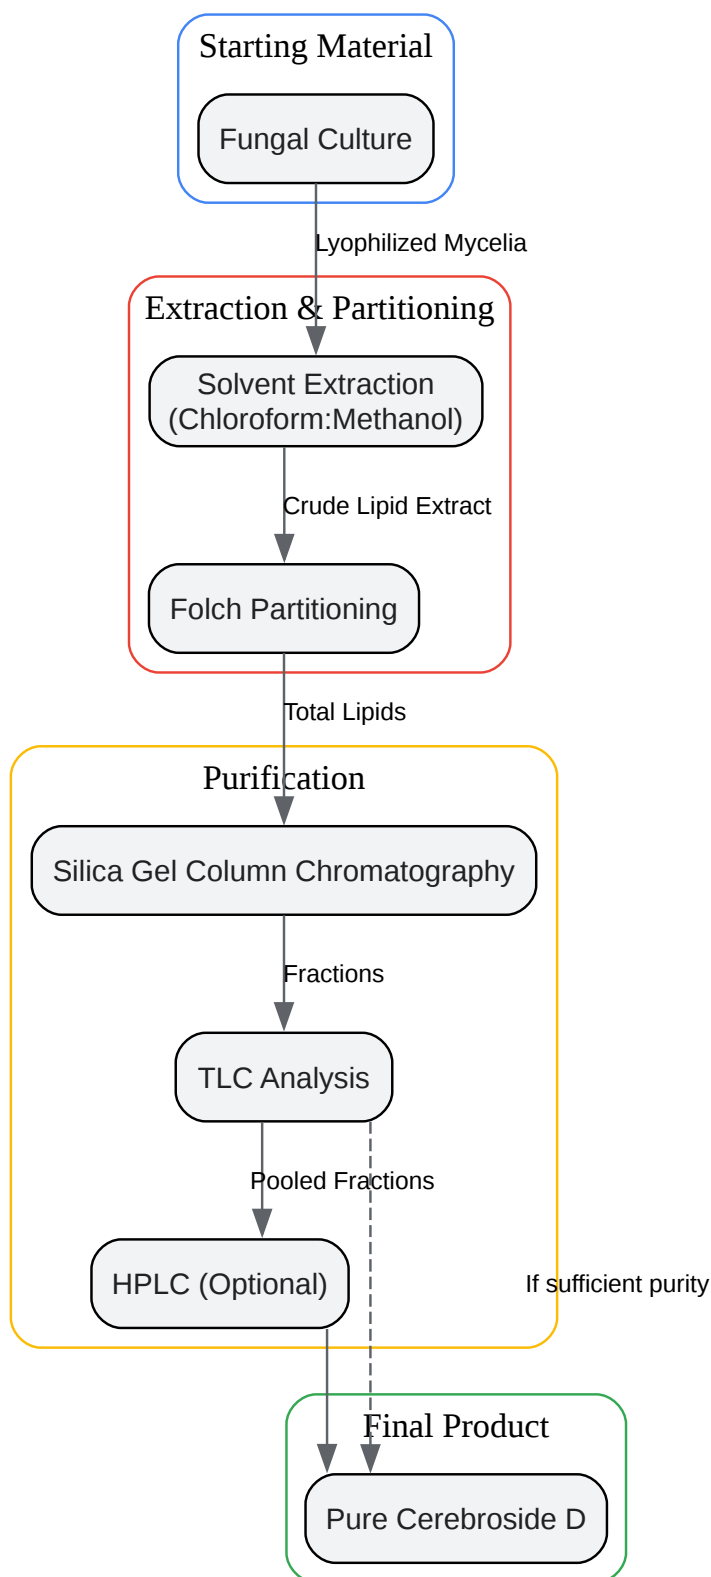 Starting Material
Fungal Culture
Lyophilized Mycelia
Extraction & Partitioning
Solvent Extraction
(Chloroform:Methanol)
Crude Lipid Extract
Folch Partitioning
Total Lipids
Purification
Silica Gel Column Chromatography
Fractions
TLC Analysis
Pooled Fractions
HPLC (Optional)
If sufficient purity
Final Product
Pure Cerebroside D